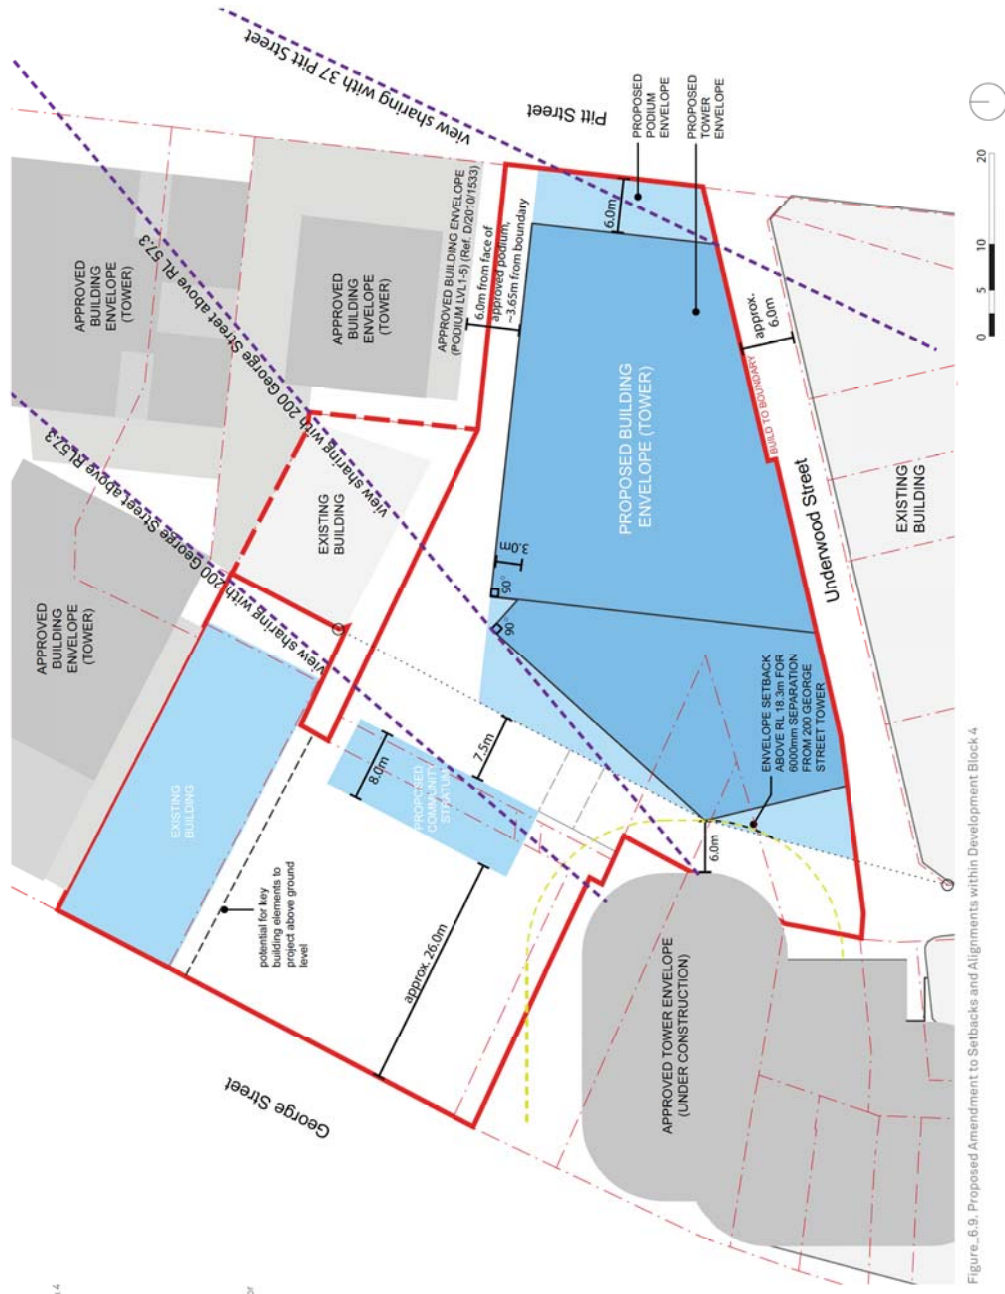 view sharing with 37 Pitt Street
Pitt Street
PROPOSED
PODIUM
ENVELOPE
PROPOSED
TOWER
ENVELOPE
APPROVED
BUILDING
ENVELOPE
(TOWER)
view sharing with 200 George Street above RL 57.3
APPROVED
BUILDING
ENVELOPE
(TOWER)
APPROVED BUILDING ENVELOPE
(PODIUM LVL1-5) (Ref. D/2010/1533)
6.0m from face of
approved podium,
~3.65m from boundary
6.0m
approx.
6.0m
BUILD TO BOUNDARY
PROPOSED BUILDING
ENVELOPE (TOWER)
3.0m
90°
90°
Underwood Street
EXISTING
BUILDING
view sharing with 200 George Street above RL 57.3
APPROVED
BUILDING
ENVELOPE
(TOWER)
EXISTING
BUILDING
EXISTING
BUILDING
8.0m
7.5m
PROPOSED
COMMUNITY
STRATUM
ENVELOPE SETBACK
ABOVE RL 18.3m FOR
6000mm SEPARATION
FROM 200 GEORGE
STREET TOWER
6.0m
potential for key
building elements to
project above ground
level
approx. 26.0m
George Street
APPROVED TOWER ENVELOPE
(UNDER CONSTRUCTION)
0 5 10 20
Figure_6.9. Proposed Amendment to Setbacks and Alignments within Development Block 4